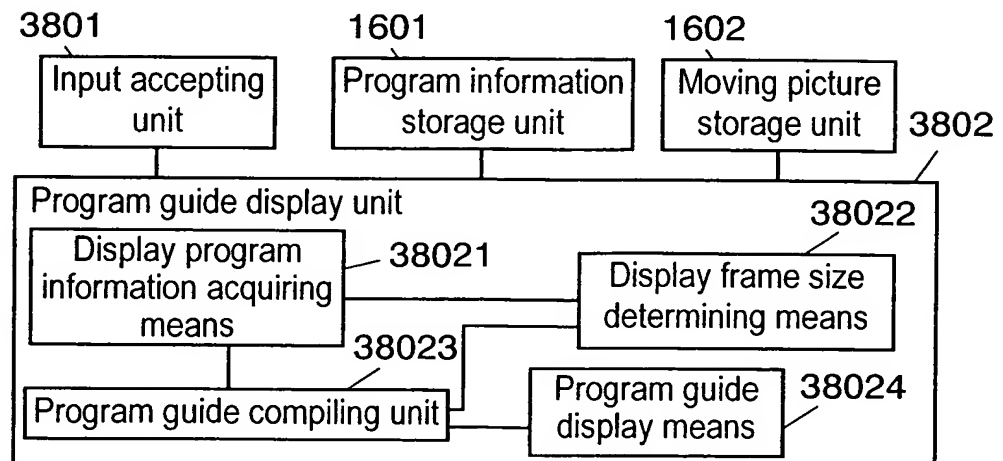 3801
1601
1602
Input accepting
unit
Program information
storage unit
Moving picture
storage unit
3802
Program guide display unit
38022
Display program
information acquiring
means
38021
Display frame size
determining means
38023
Program guide compiling unit
Program guide
display means
38024